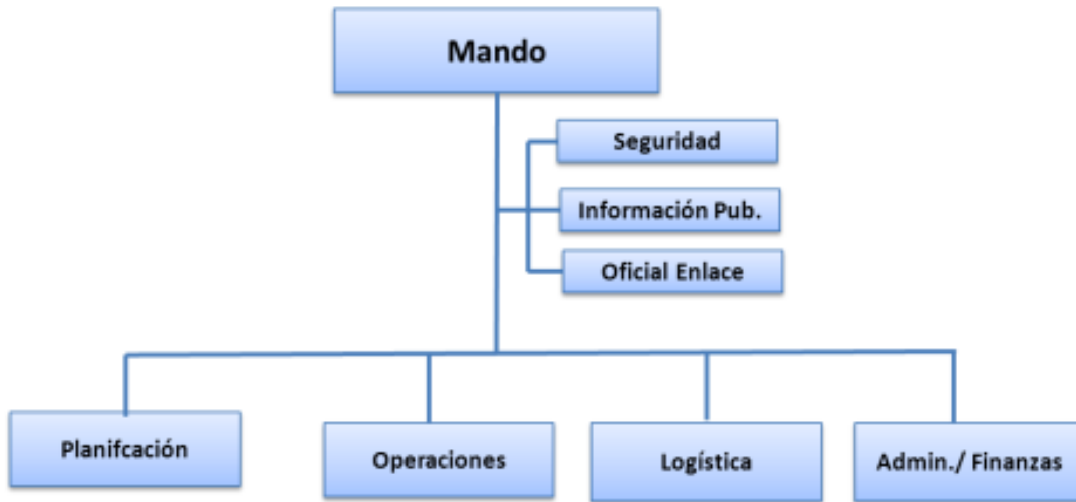 Mando
Seguridad
Información Pub.
Oficial Enlace
Planifcación
Operaciones
Logística
Admin./ Finanzas